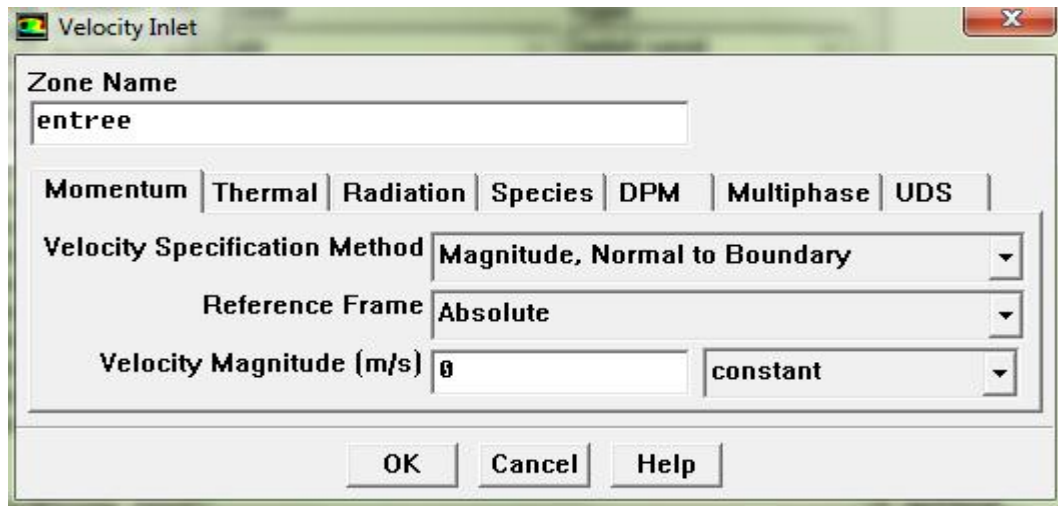 Velocity Inlet
Zone Name
entree
Momentum Thermal Radiation Species DPM Multiphase UDS
Velocity Specification Method Magnitude, Normal to Boundary
Reference Frame Absolute
Velocity Magnitude (m/s) 0 constant
OK Cancel Help